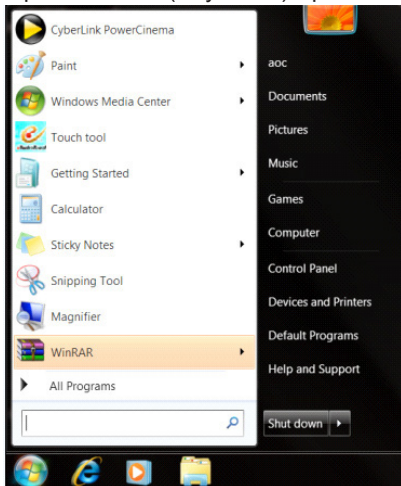 CyberLink PowerCinema
Paint
Windows Media Center
Touch tool
Getting Started
Calculator
Sticky Notes
Snipping Tool
Magnifier
WinRAR
All Programs
aoc
Documents
Pictures
Music
Games
Computer
Control Panel
Devices and Printers
Default Programs
Help and Support
Shut down